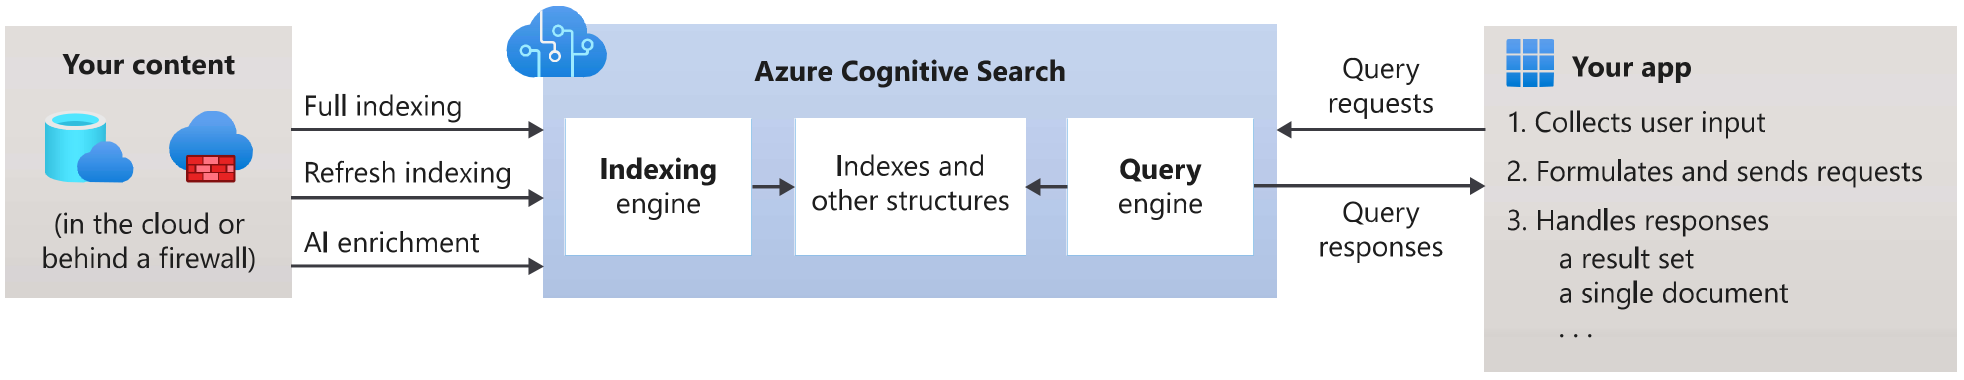 Your content
(in the cloud or
behind a firewall)
Full indexing
Refresh indexing
AI enrichment
Azure Cognitive Search
Indexing
engine
Indexes and
other structures
Query
engine
Query
requests
Query
responses
Your app
1. Collects user input
2. Formulates and sends requests
3. Handles responses
a result set
a single document
. . .